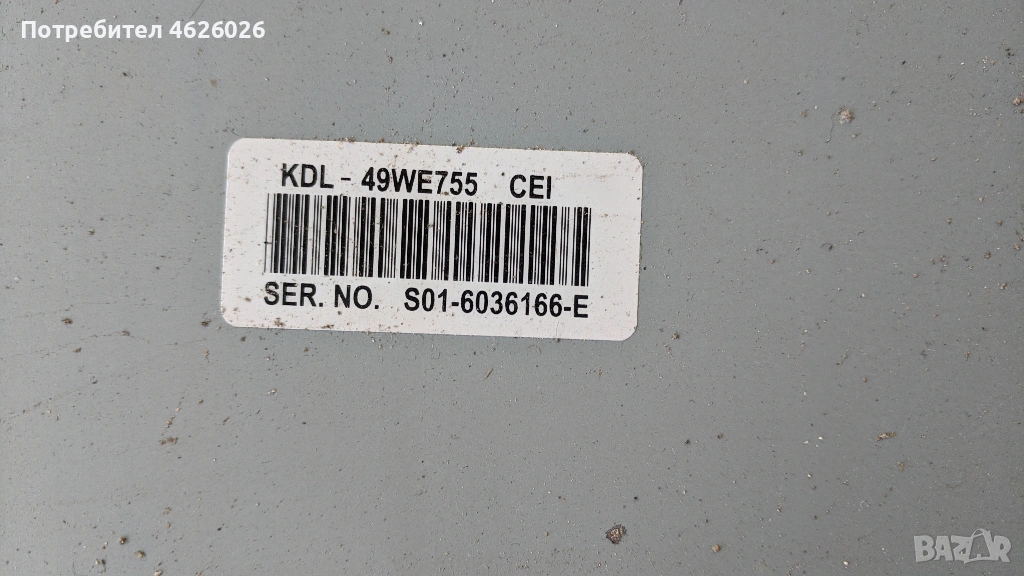 Потребител 4626026
KDL - 49WE755 CEI
SER. NO. S01-6036166-E
BAZAR